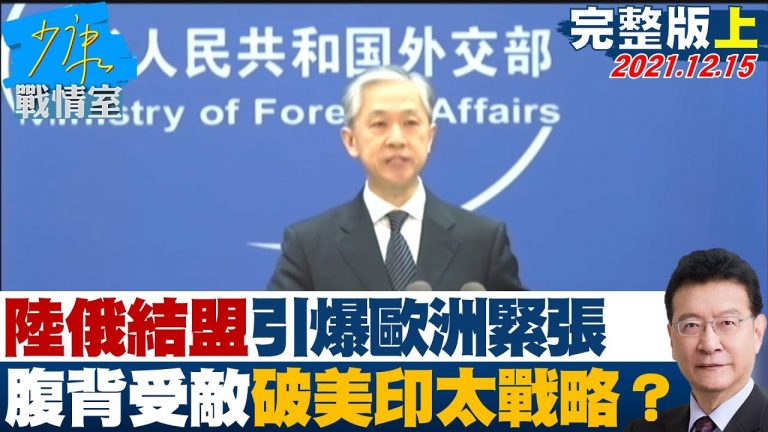 少康
戰情室
完整版上
2021.12.15
人民共和国外交部
Ministry of Foreign Affairs
陸俄結盟引爆歐洲緊張
腹背受敵破美印太戰略？